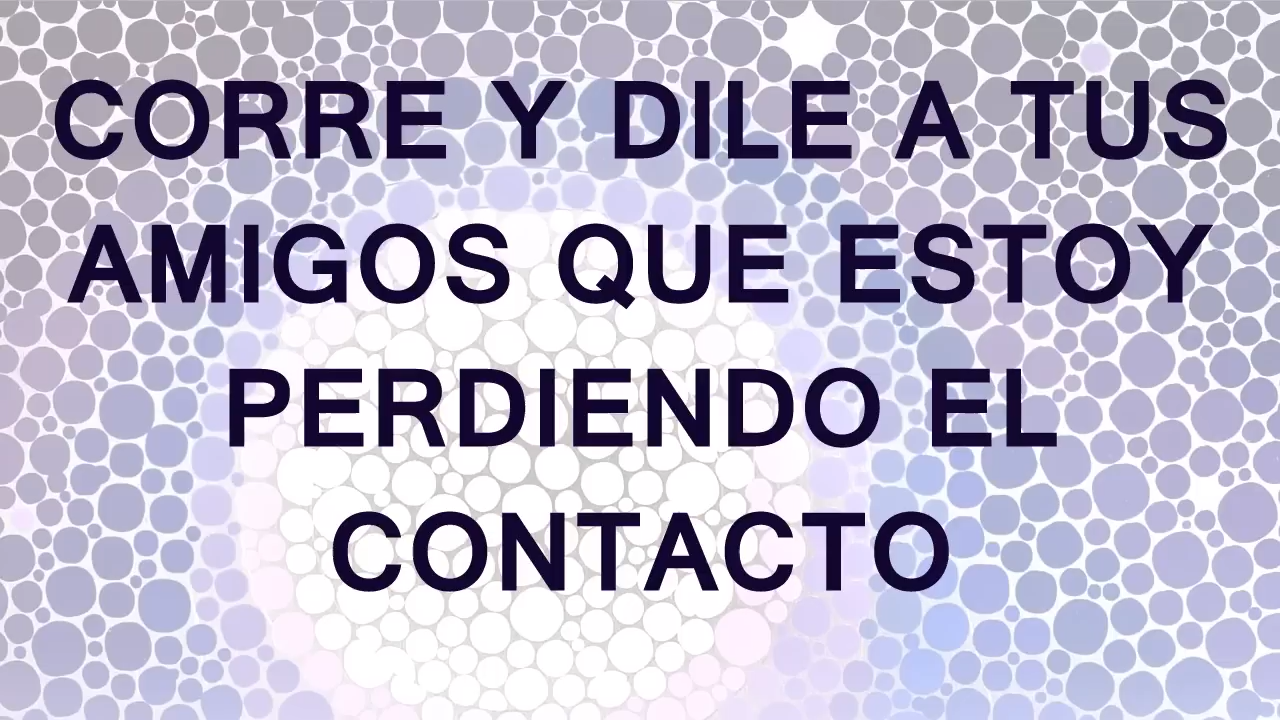 CORRE Y DILE A TUS
AMIGOS QUE ESTOY
PERDIENDO EL
CONTACTO